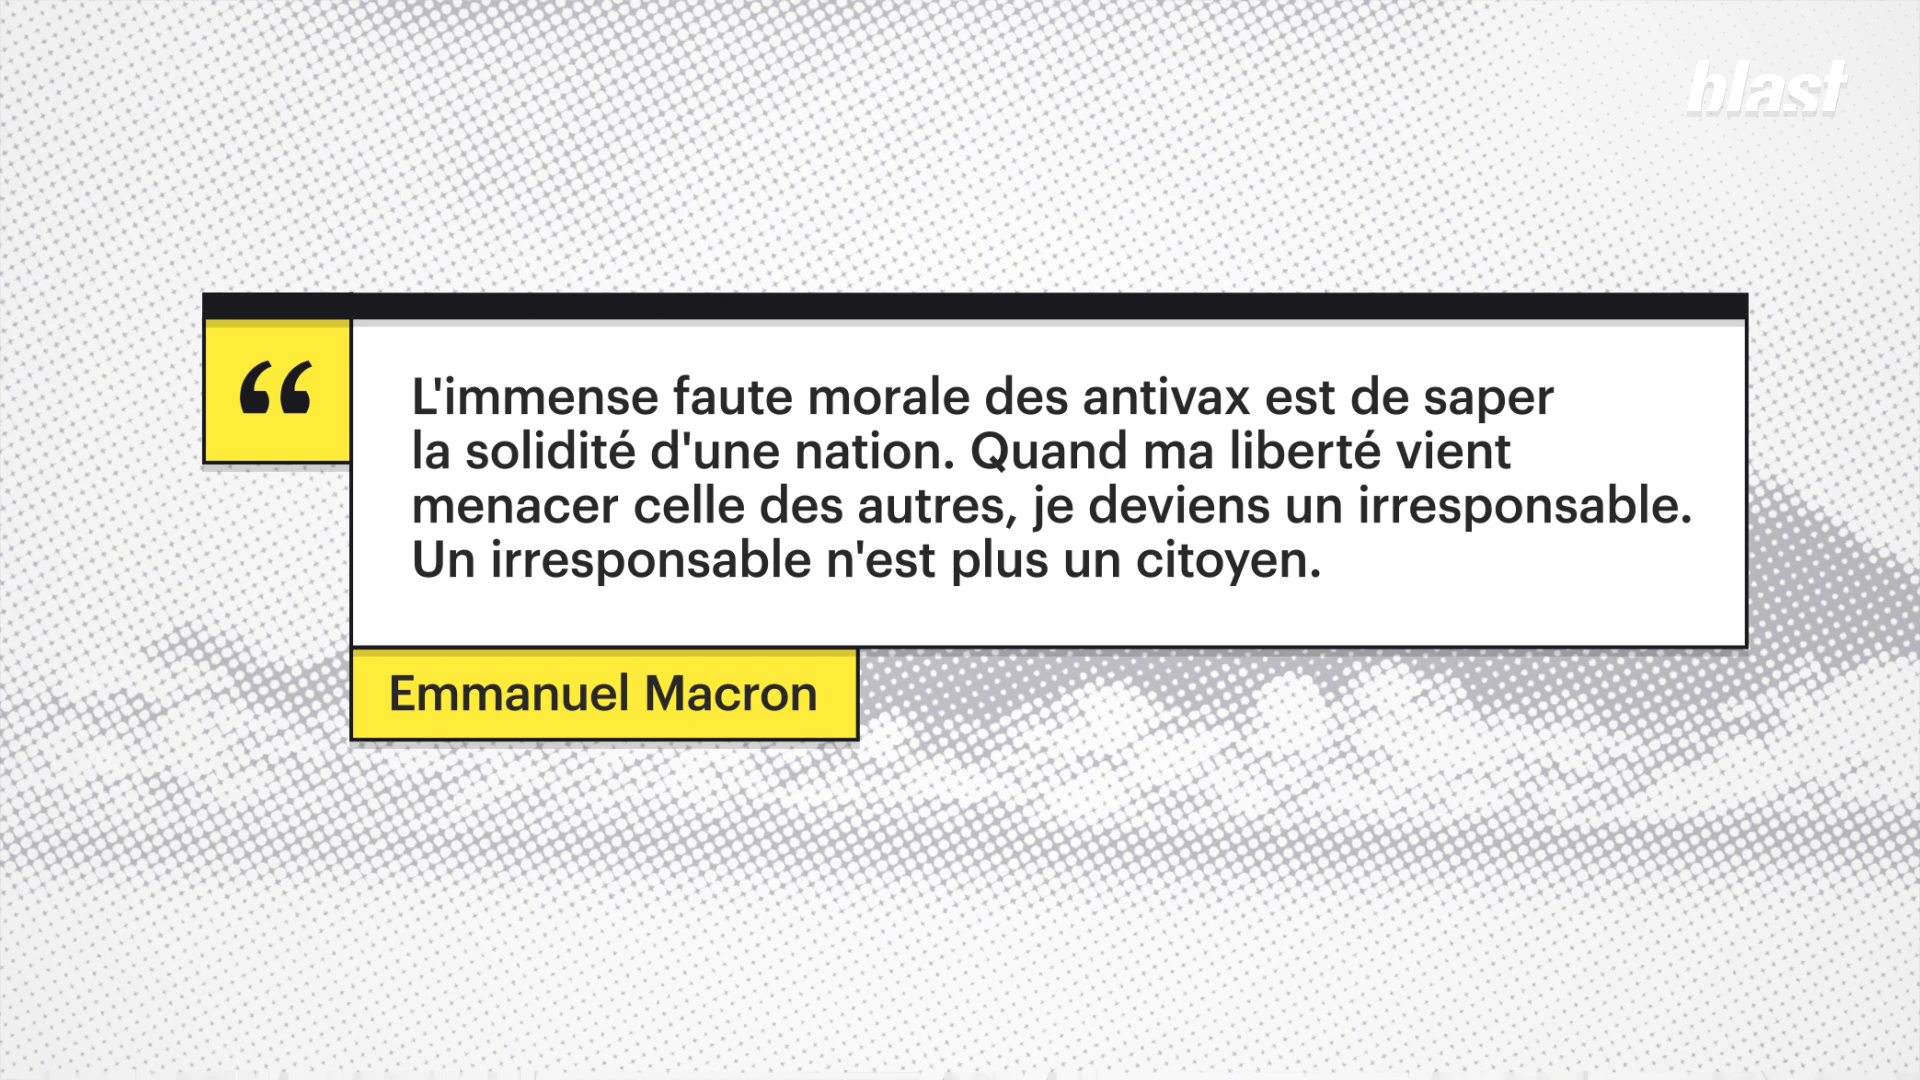 blast
“
L'immense faute morale des antivax est de saper
la solidité d'une nation. Quand ma liberté vient
menacer celle des autres, je deviens un irresponsable.
Un irresponsable n'est plus un citoyen.
Emmanuel Macron